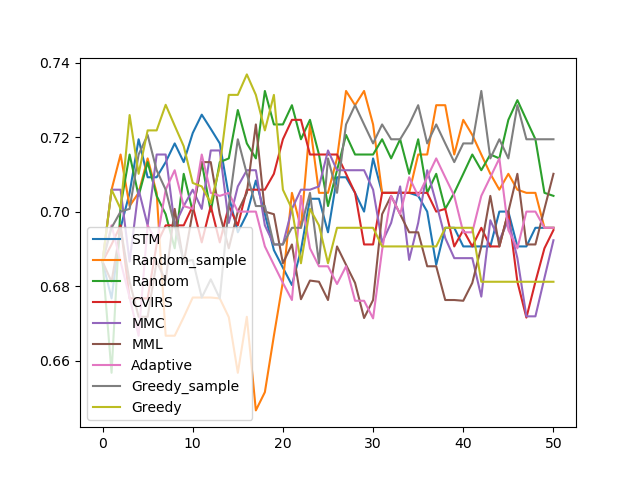 0.74
0.72
0.70
0.68
0.66
STM
Random_sample
Random
CVIRS
MMC
MML
Adaptive
Greedy_sample
Greedy
0 10 20 30 40 50